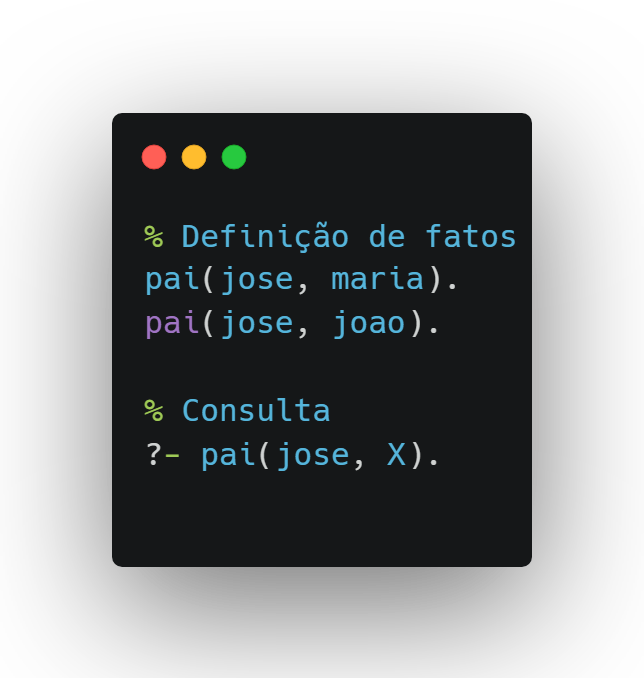 % Definição de fatos
pai(jose, maria).
pai(jose, joao).
% Consulta
?- pai(jose, X).